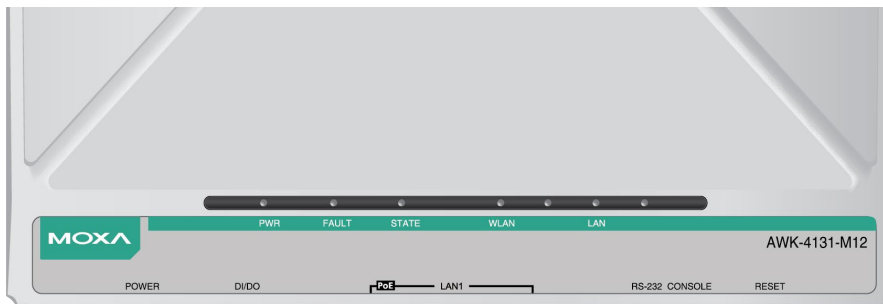 PWR FAULT STATE WLAN LAN
MOXA
AWK-4131-M12
POWER DI/DO PoE LAN1 RS-232 CONSOLE RESET